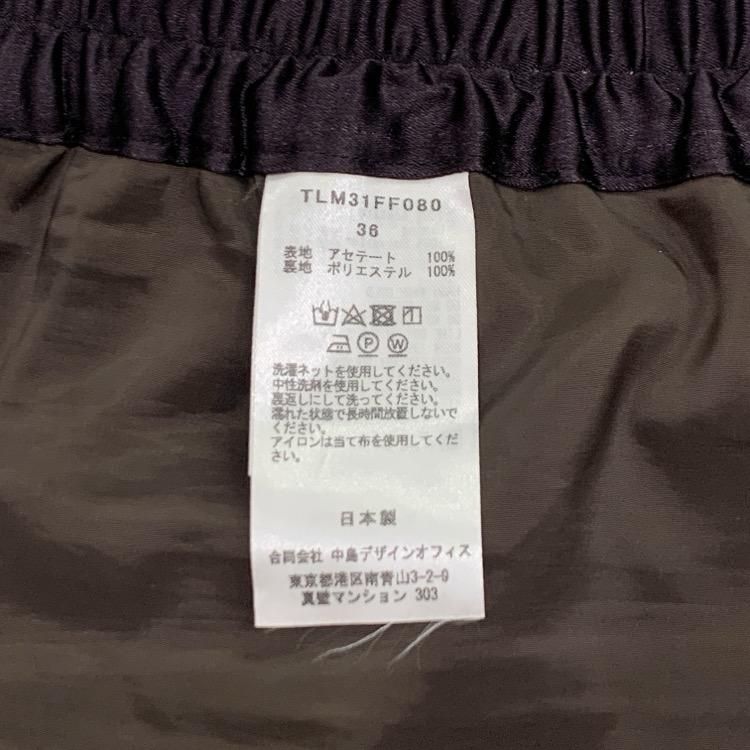 TLM31FF080
36
表地 アセテート 100%
裏地 ポリエステル 100%
P W
洗濯ネットを使用してください。
中性洗剤を使用してください。
裏返しにして洗ってください。
濡れた状態で長時間放置しないで
ください。
アイロンは当て布を使用してくだ
さい。
日本製
合同会社 中島デザインオフィス
東京都港区南青山3-2-9
真壁マンション 303